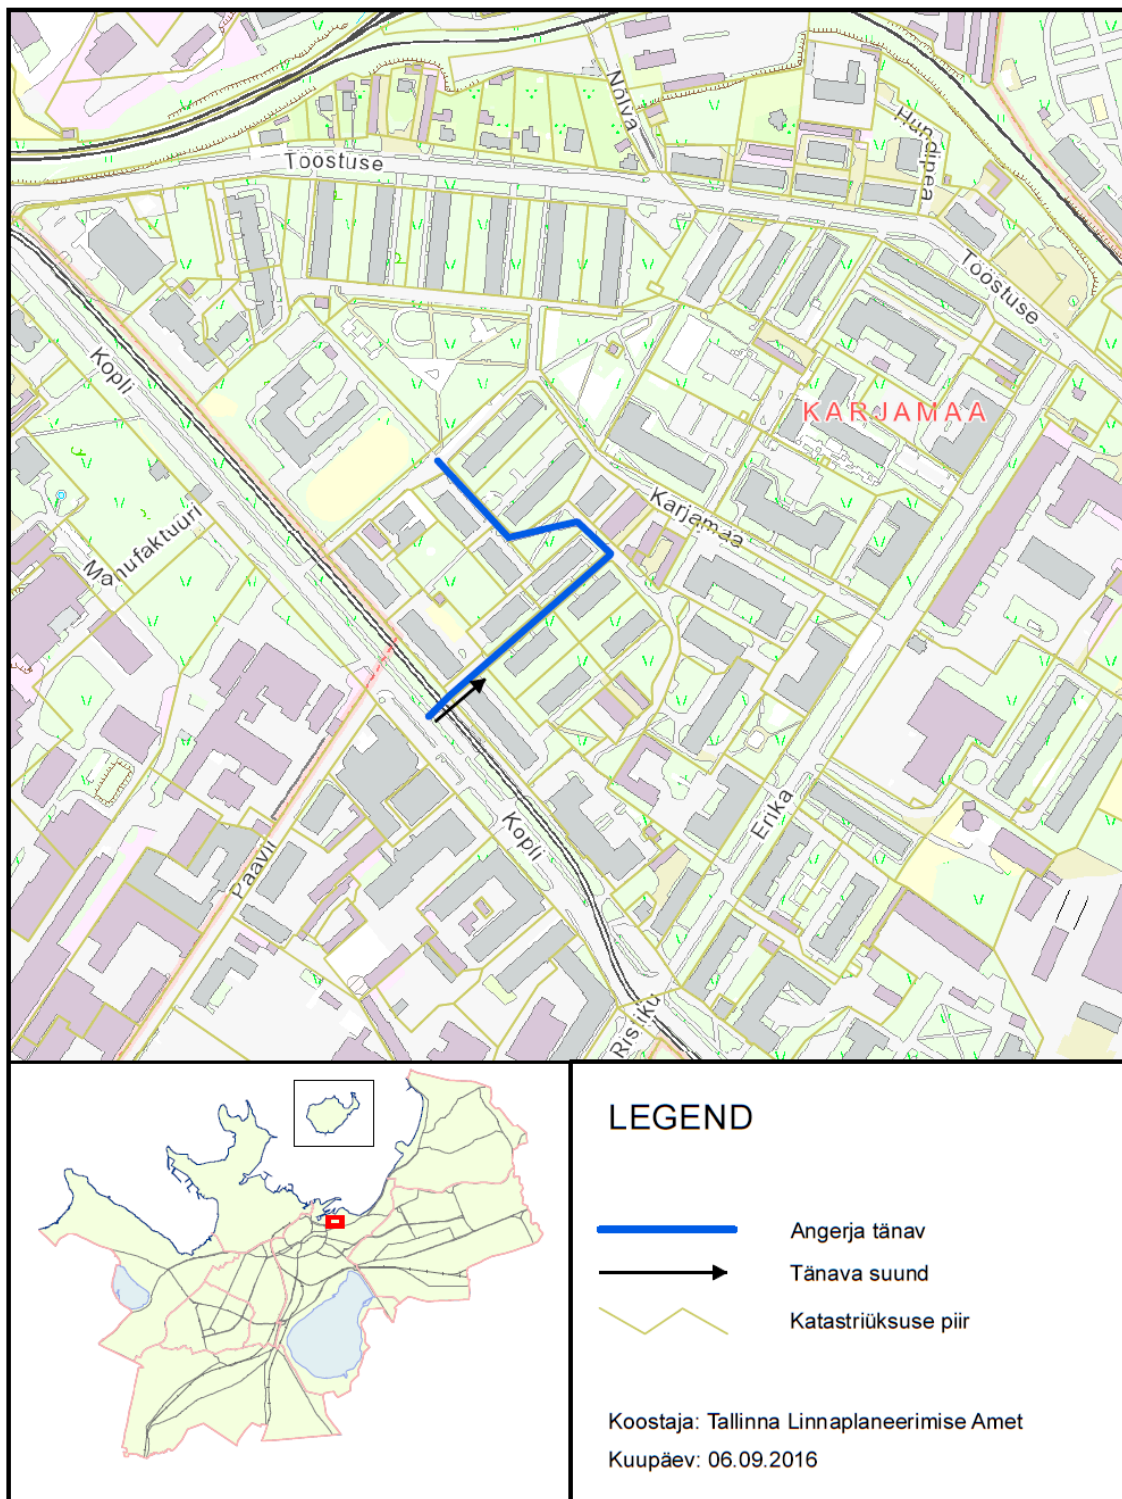 Nõlva
Hundipea
Tööstuse
Tööstuse
Kopli
KARJAMAA
Karjamaa
Manufaktuuri
Erika
Kopli
Paavli
Ristiku
LEGEND
Angerja tänav
Tänava suund
Katastriüksuse piir
Koostaja: Tallinna Linnaplaneerimise Amet
Kuupäev: 06.09.2016